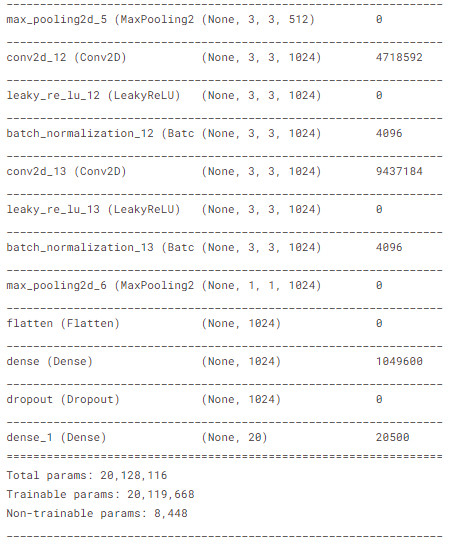 _________________________________________________________________
max_pooling2d_5 (MaxPooling2 (None, 3, 3, 512) 0
_________________________________________________________________
conv2d_12 (Conv2D) (None, 3, 3, 1024) 4718592
_________________________________________________________________
leaky_re_lu_12 (LeakyReLU) (None, 3, 3, 1024) 0
_________________________________________________________________
batch_normalization_12 (Batc (None, 3, 3, 1024) 4096
_________________________________________________________________
conv2d_13 (Conv2D) (None, 3, 3, 1024) 9437184
_________________________________________________________________
leaky_re_lu_13 (LeakyReLU) (None, 3, 3, 1024) 0
_________________________________________________________________
batch_normalization_13 (Batc (None, 3, 3, 1024) 4096
_________________________________________________________________
max_pooling2d_6 (MaxPooling2 (None, 1, 1, 1024) 0
_________________________________________________________________
flatten (Flatten) (None, 1024) 0
_________________________________________________________________
dense (Dense) (None, 1024) 1049600
_________________________________________________________________
dropout (Dropout) (None, 1024) 0
_________________________________________________________________
dense_1 (Dense) (None, 20) 20500
=================================================================
Total params: 20,128,116
Trainable params: 20,119,668
Non-trainable params: 8,448
_________________________________________________________________